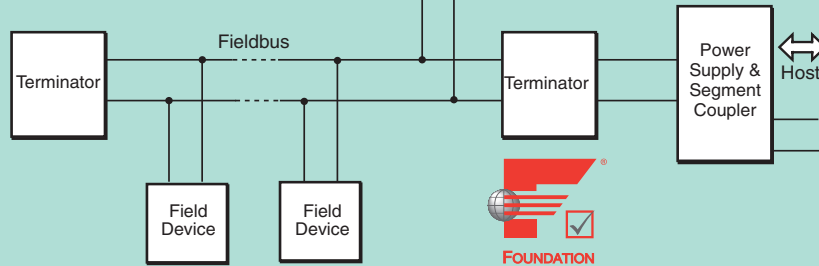 Fieldbus
Terminator
Terminator
Power
Supply &
Segment
Coupler
Host
Field
Device
Field
Device
®
FOUNDATION